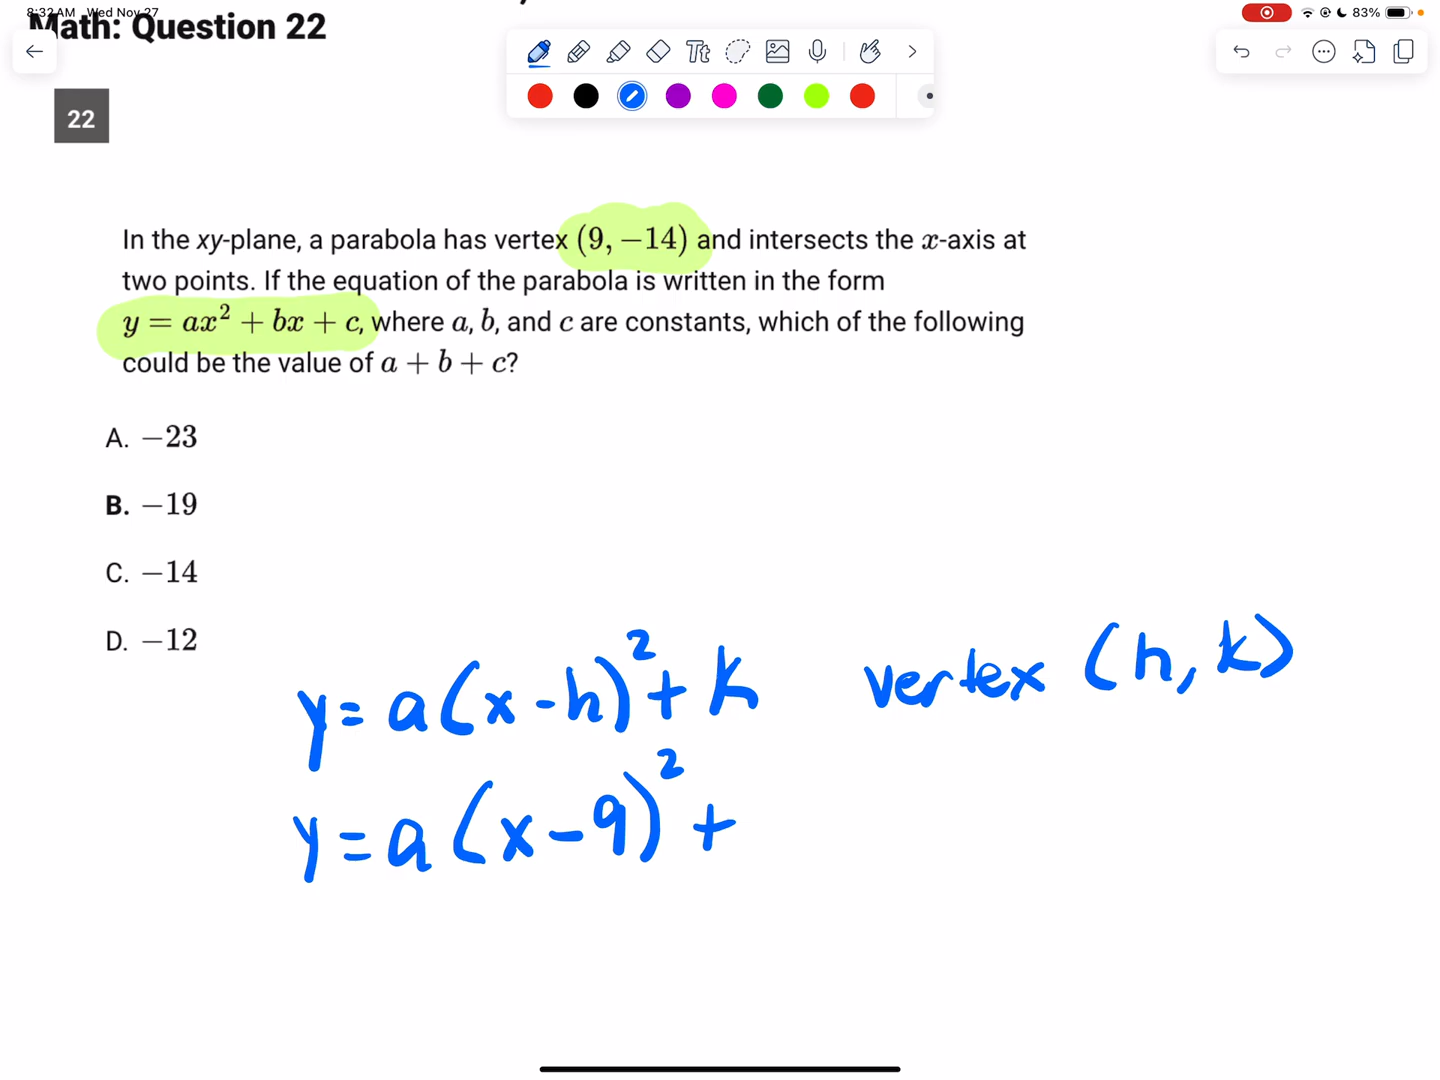 8:32 AM Wed Nov 27
83%
Math: Question 22
Tt
22
In the xy-plane, a parabola has vertex (9, −14) and intersects the x-axis at
two points. If the equation of the parabola is written in the form
y = ax² + bx + c, where a, b, and c are constants, which of the following
could be the value of a + b + c?
A. −23
B. −19
C. −14
D. −12
y = a(x-h)² + k vertex (h, k)
y = a(x-9)² +